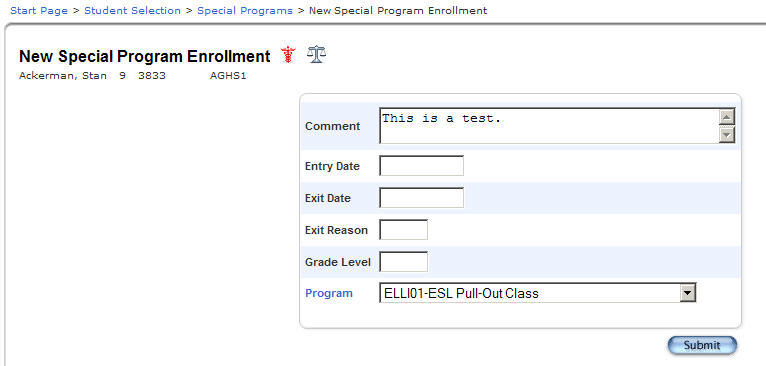 Start Page > Student Selection > Special Programs > New Special Program Enrollment
New Special Program Enrollment
Ackerman, Stan 9 3833 AGHS1
Comment This is a test.
Entry Date
Exit Date
Exit Reason
Grade Level
Program ELLI01-ESL Pull-Out Class
Submit